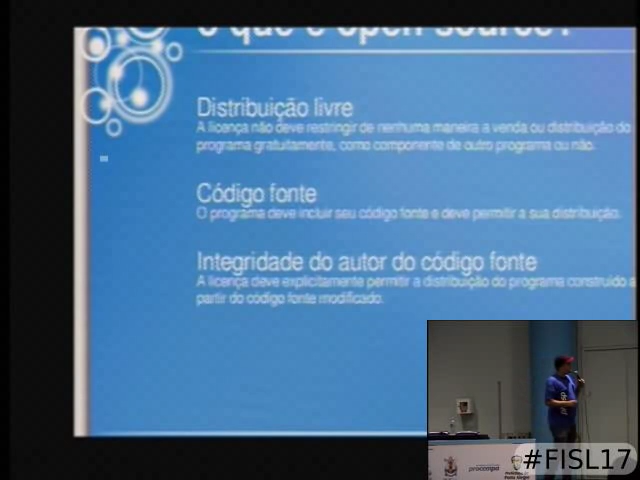 o que é open source?
Distribuição livre
A licença não deve restringir de nenhuma maneira a venda ou distribuição do
programa gratuitamente, como componente de outro programa ou não.
Código fonte
O programa deve incluir seu código fonte e deve permitir a sua distribuição.
Integridade do autor do código fonte
A licença deve explicitamente permitir a distribuição do programa construído a
partir do código fonte modificado.
procempa
#FISL17